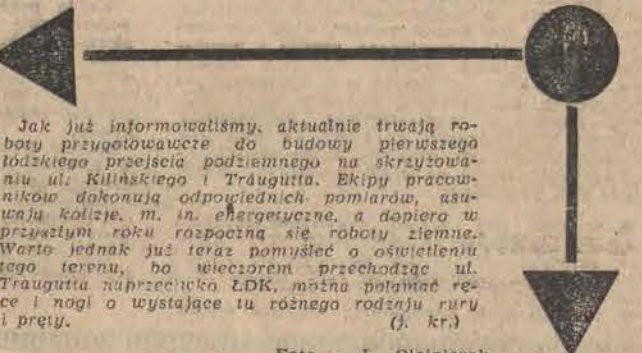 Jak już informowaliśmy, aktualnie trwają ro-
boty przygotowawcze do budowy pierwszego
łódzkiego przejścia podziemnego na skrzyżowa-
niu ul. Kilińskiego i Traugutta. Ekipy pracow-
ników dokonują odpowiednich pomiarów, usu-
wają kolizje, m. in. energetyczne, a dopiero w
przyszłym roku rozpoczną się roboty ziemne.
Warto jednak już teraz pomyśleć o oświetleniu
tego terenu, bo wieczorem przechodząc ul.
Traugutta naprzeciwko ŁDK, można połamać rę-
ce i nogi o wystające tu różnego rodzaju rury
i pręty. (j. kr.)